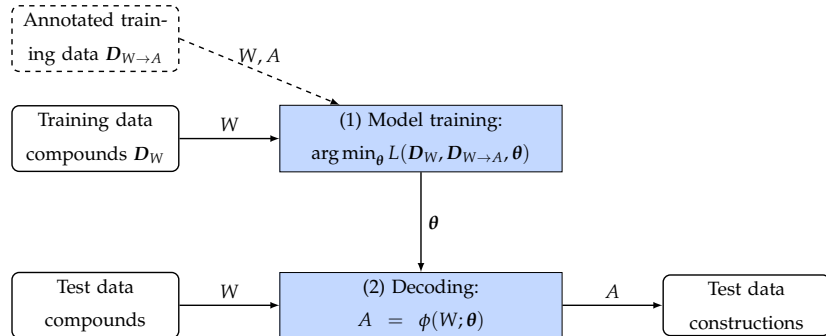 Annotated train-
ing data D_{W→A}
W, A
Training data
compounds D_W
W
(1) Model training:
arg min_θ L(D_W, D_{W→A}, θ)
θ
Test data
compounds
W
(2) Decoding:
A = ϕ(W; θ)
A
Test data
constructions